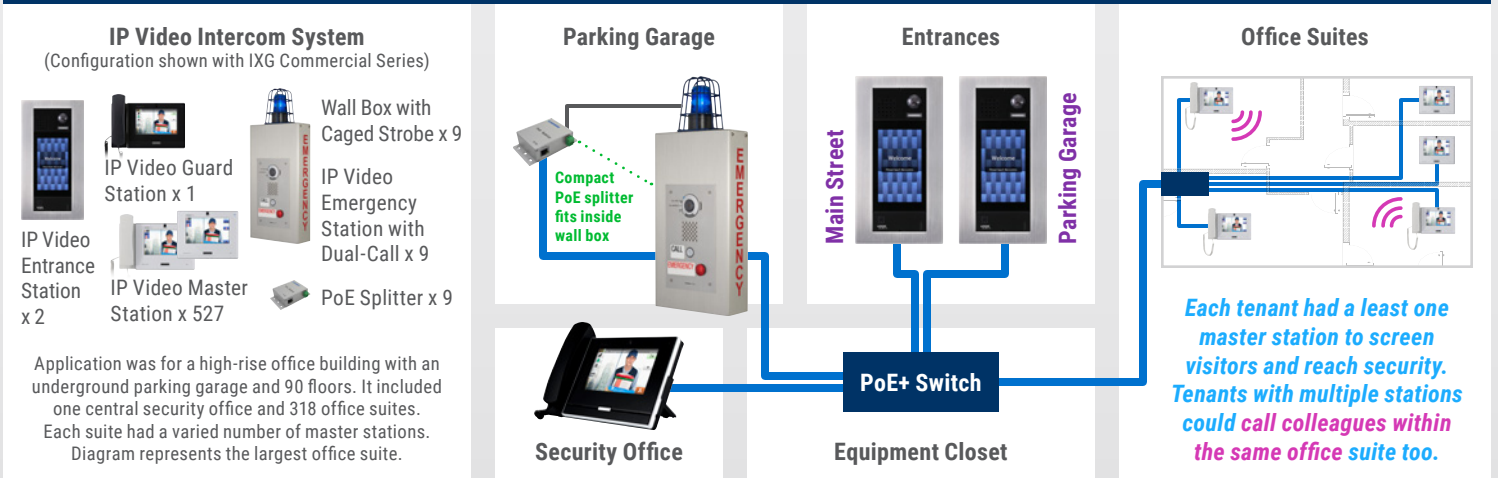 IP Video Intercom System
(Configuration shown with IXG Commercial Series)
Wall Box with
Caged Strobe x 9
EMERGENCY
IP Video Guard
Station x 1
IP Video
Emergency
Station with
Dual-Call x 9
Welcome
IP Video
Entrance
Station
x 2
IP Video Master
Station x 527
PoE Splitter x 9
Application was for a high-rise office building with an
underground parking garage and 90 floors. It included
one central security office and 318 office suites.
Each suite had a varied number of master stations.
Diagram represents the largest office suite.
Parking Garage
Compact
PoE splitter
fits inside
wall box
EMERGENCY
CALL
EMERGENCY
Entrances
Main Street
Welcome
Welcome
Parking Garage
Security Office
PoE+ Switch
Equipment Closet
Office Suites
Each tenant had a least one
master station to screen
visitors and reach security.
Tenants with multiple stations
could call colleagues within
the same office suite too.